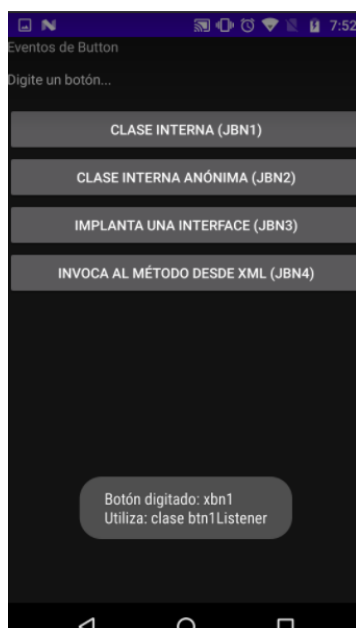 7:52
Eventos de Button
Digite un botón...
CLASE INTERNA (JBN1)
CLASE INTERNA ANÓNIMA (JBN2)
IMPLANTA UNA INTERFACE (JBN3)
INVOCA AL MÉTODO DESDE XML (JBN4)
Botón digitado: xbn1
Utiliza: clase btn1Listener